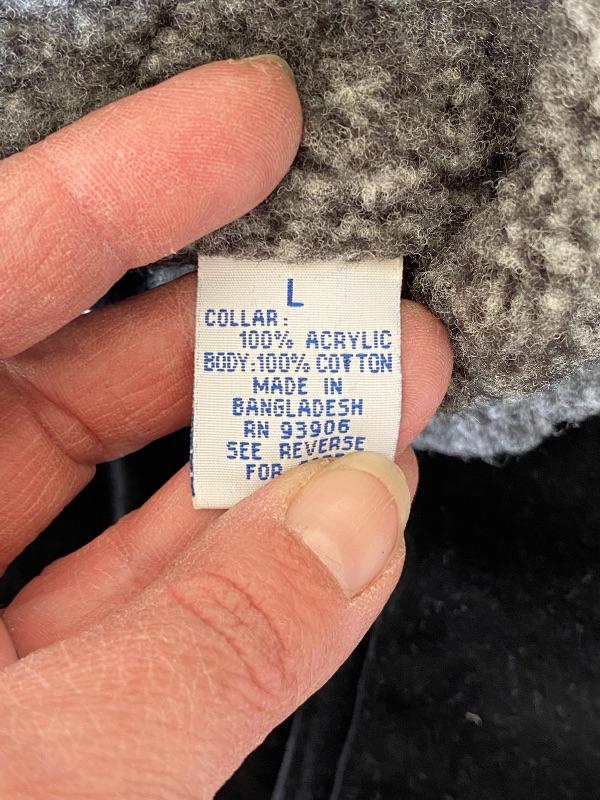 L
COLLAR:
100% ACRYLIC
BODY:100% COTTON
MADE IN
BANGLADESH
RN 93906
SEE REVERSE
FOR